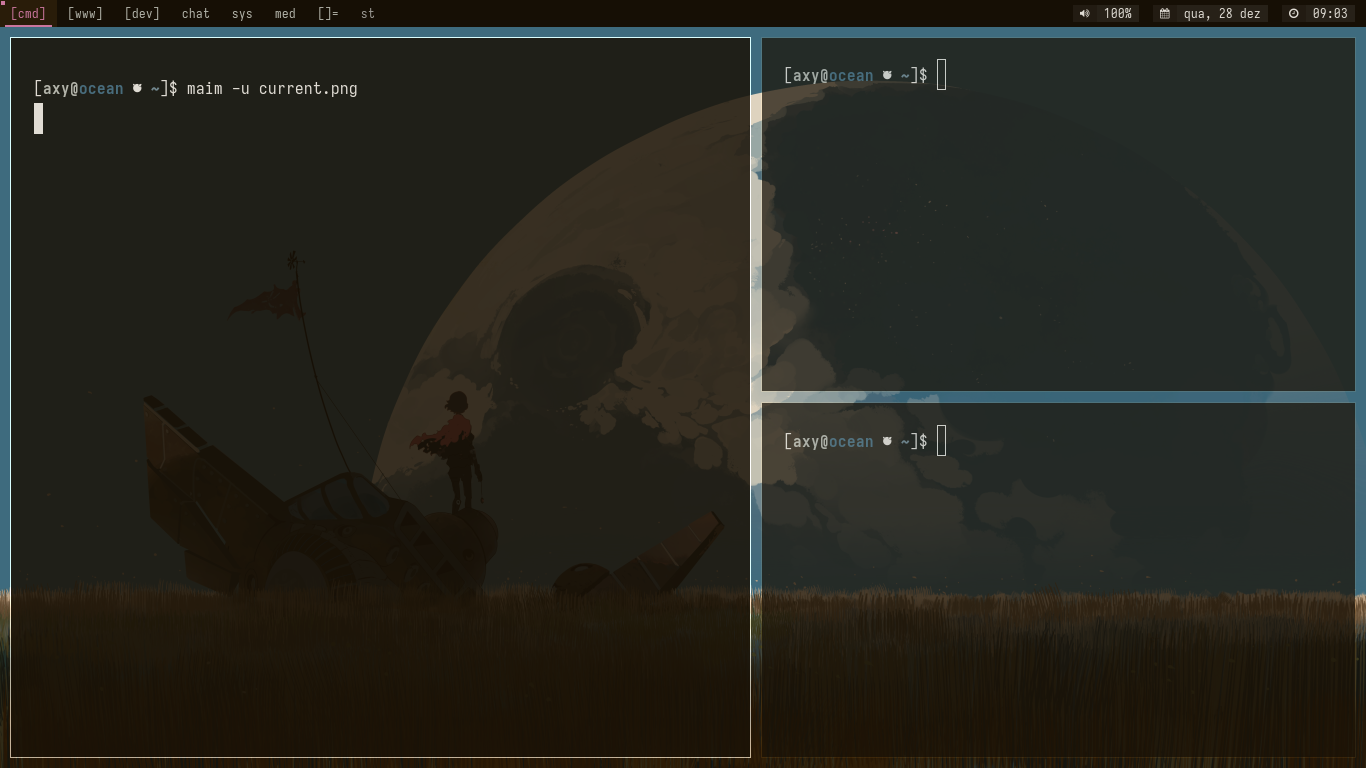 [cmd] [www] [dev] chat sys med []= st 100% qua, 28 dez 09:03
[axy@ocean ~]$ maim -u current.png
[axy@ocean ~]$
[axy@ocean ~]$